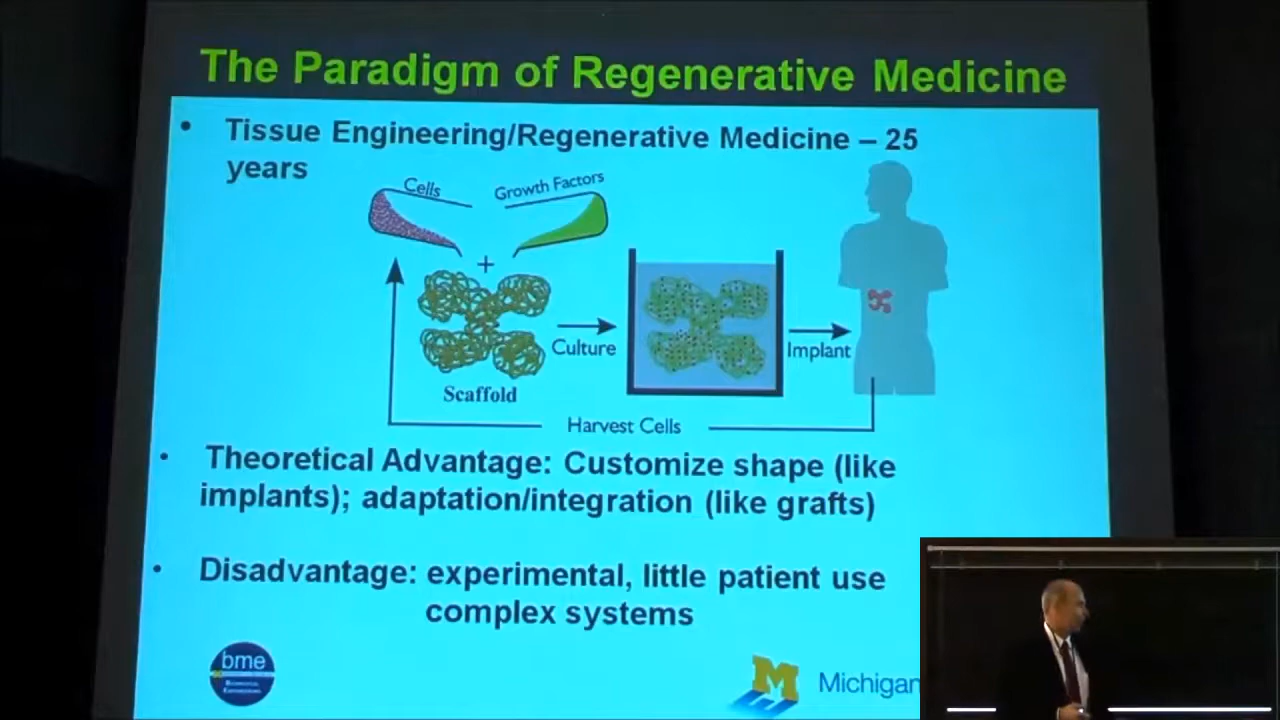 The Paradigm of Regenerative Medicine
• Tissue Engineering/Regenerative Medicine – 25
years
Cells
Growth Factors
+
Culture
Implant
Scaffold
Harvest Cells
• Theoretical Advantage: Customize shape (like
implants); adaptation/integration (like grafts)
• Disadvantage: experimental, little patient use
complex systems
bme
Biomedical
Engineering
M
Michigan